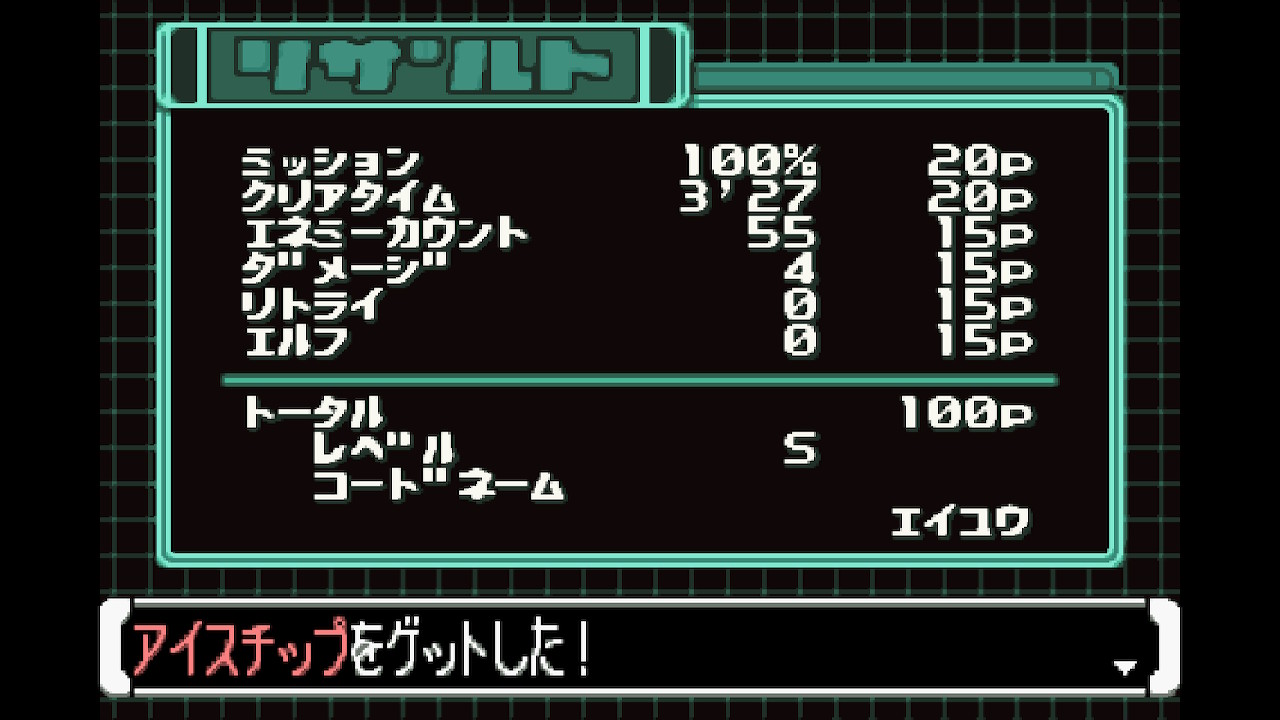 リザルト
ミッション 100% 20p
クリアタイム 3'27 20p
エネミーカウント 55 15p
ダメージ 4 15p
リトライ 0 15p
エルフ 0 15p
トータル 100p
レベル S
コードネーム
エイユウ
アイスチップをゲットした!